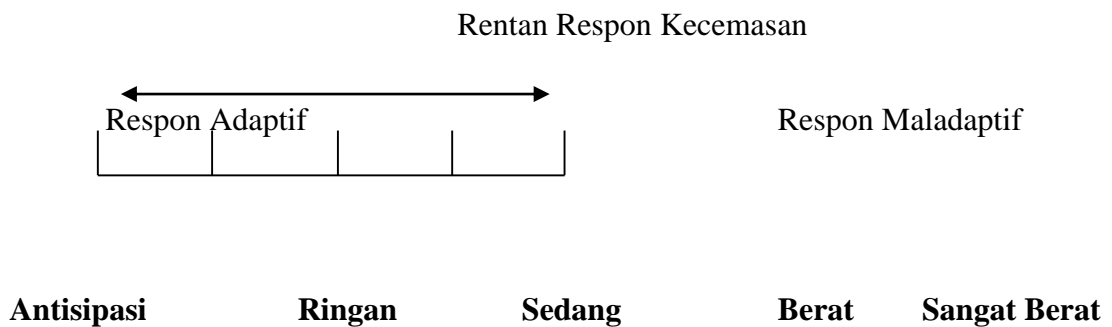 Rentan Respon Kecemasan
Respon Adaptif Respon Maladaptif
Antisipasi Ringan Sedang Berat Sangat Berat